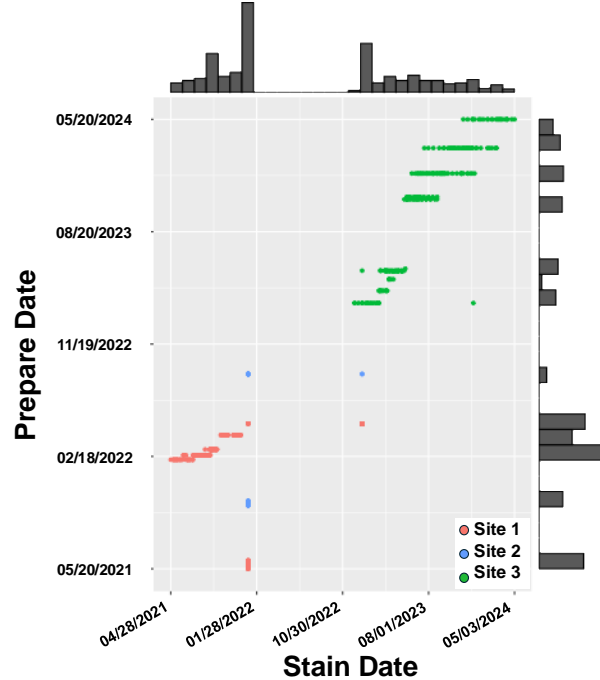 05/20/2024
08/20/2023
11/19/2022
02/18/2022
05/20/2021
Prepare Date
Site 1
Site 2
Site 3
04/28/2021
01/28/2022
10/30/2022
08/01/2023
05/03/2024
Stain Date